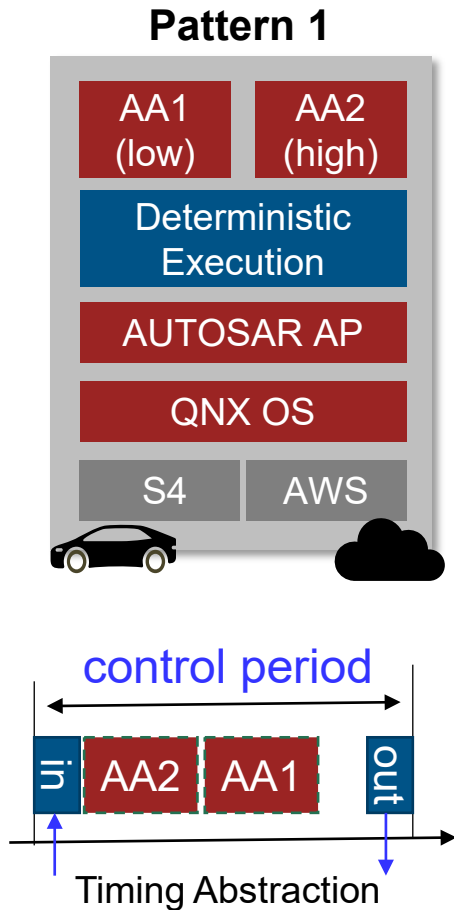 Pattern 1
AA1
(low)
AA2
(high)
Deterministic
Execution
AUTOSAR AP
QNX OS
S4
AWS
control period
in
AA2
AA1
out
Timing Abstraction